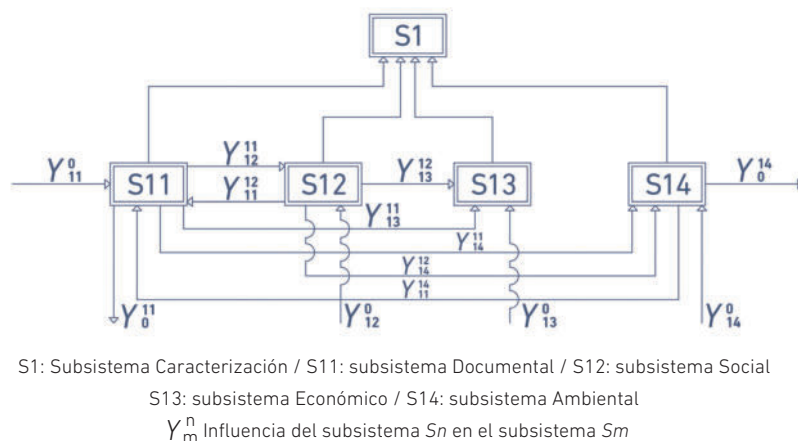 S1
Y 11 12
Y 0 11
Y 12 13
Y 14 0
S11
S12
S13
S14
Y 12 11
Y 11 13
Y 11 14
Y 12 14
Y 14 11
Y 11 0
Y 0 12
Y 0 13
Y 0 14
S1: Subsistema Caracterización / S11: subsistema Documental / S12: subsistema Social
S13: subsistema Económico / S14: subsistema Ambiental
Y n m Influencia del subsistema Sn en el subsistema Sm